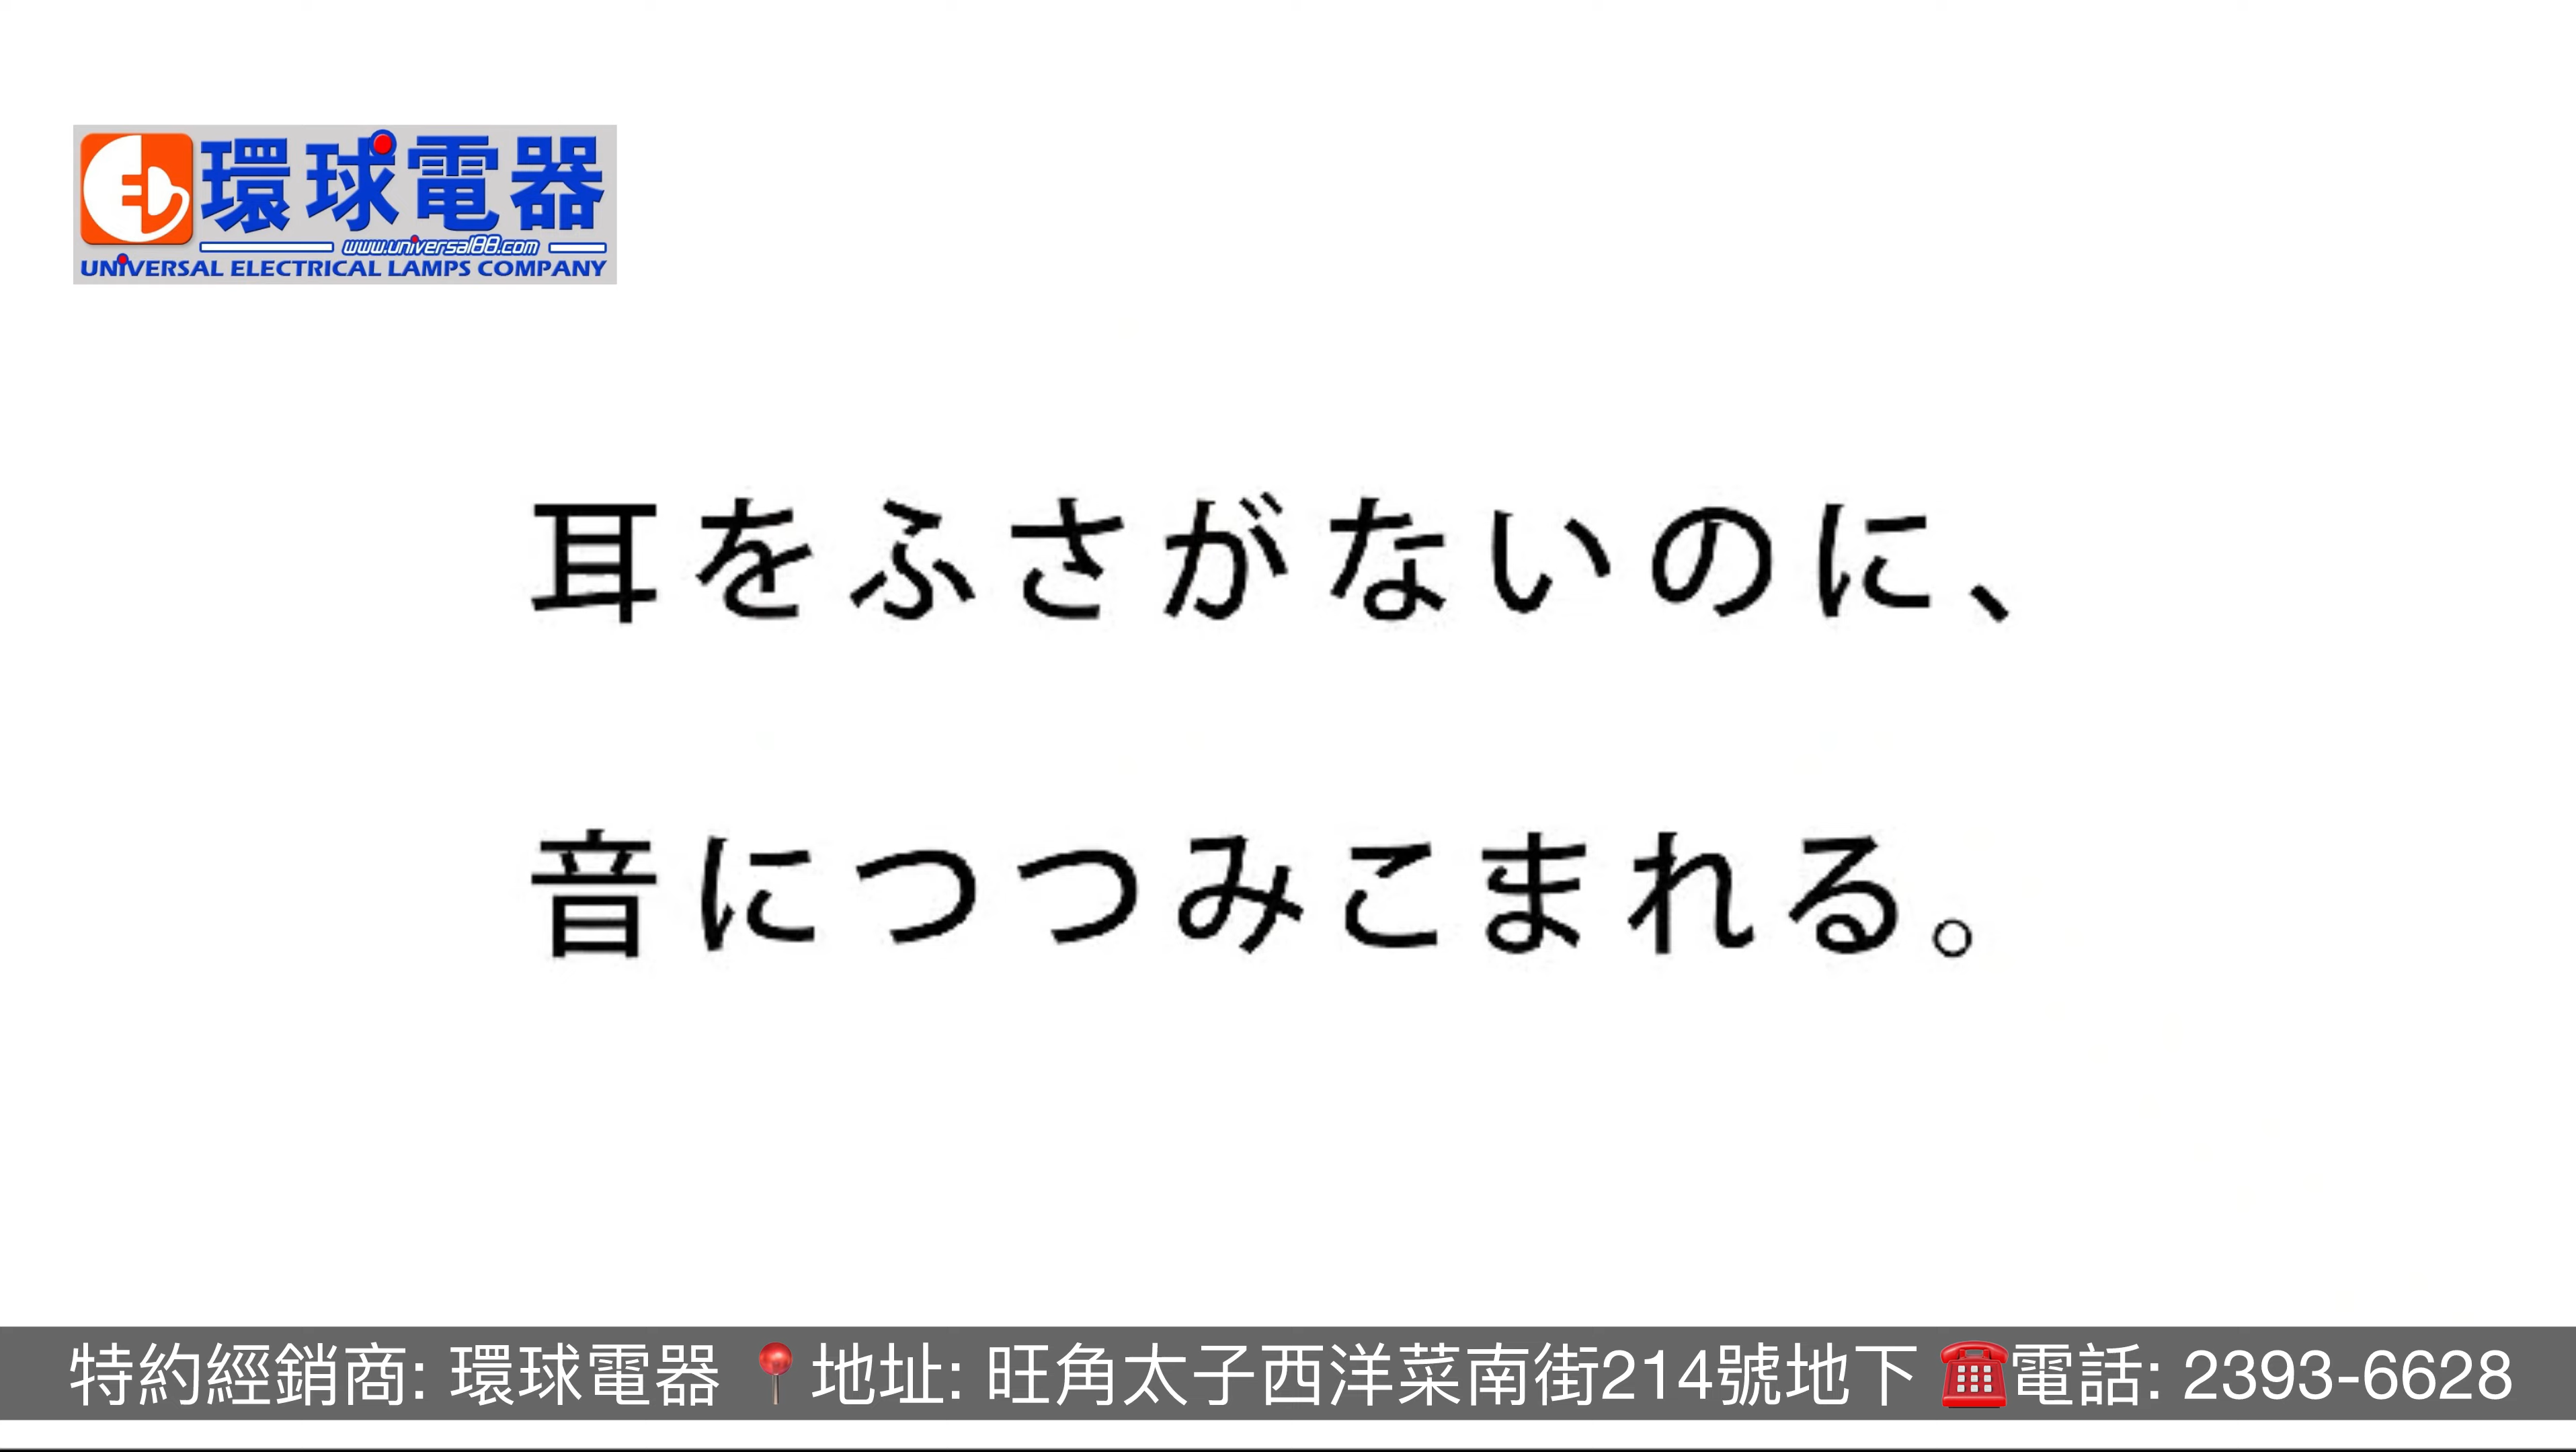 環球電器
www.universal88.com
UNIVERSAL ELECTRICAL LAMPS COMPANY
耳をふさがないのに、
音につつみこまれる。
特約經銷商: 環球電器 📍地址: 旺角太子西洋菜南街214號地下 ☎️電話: 2393-6628